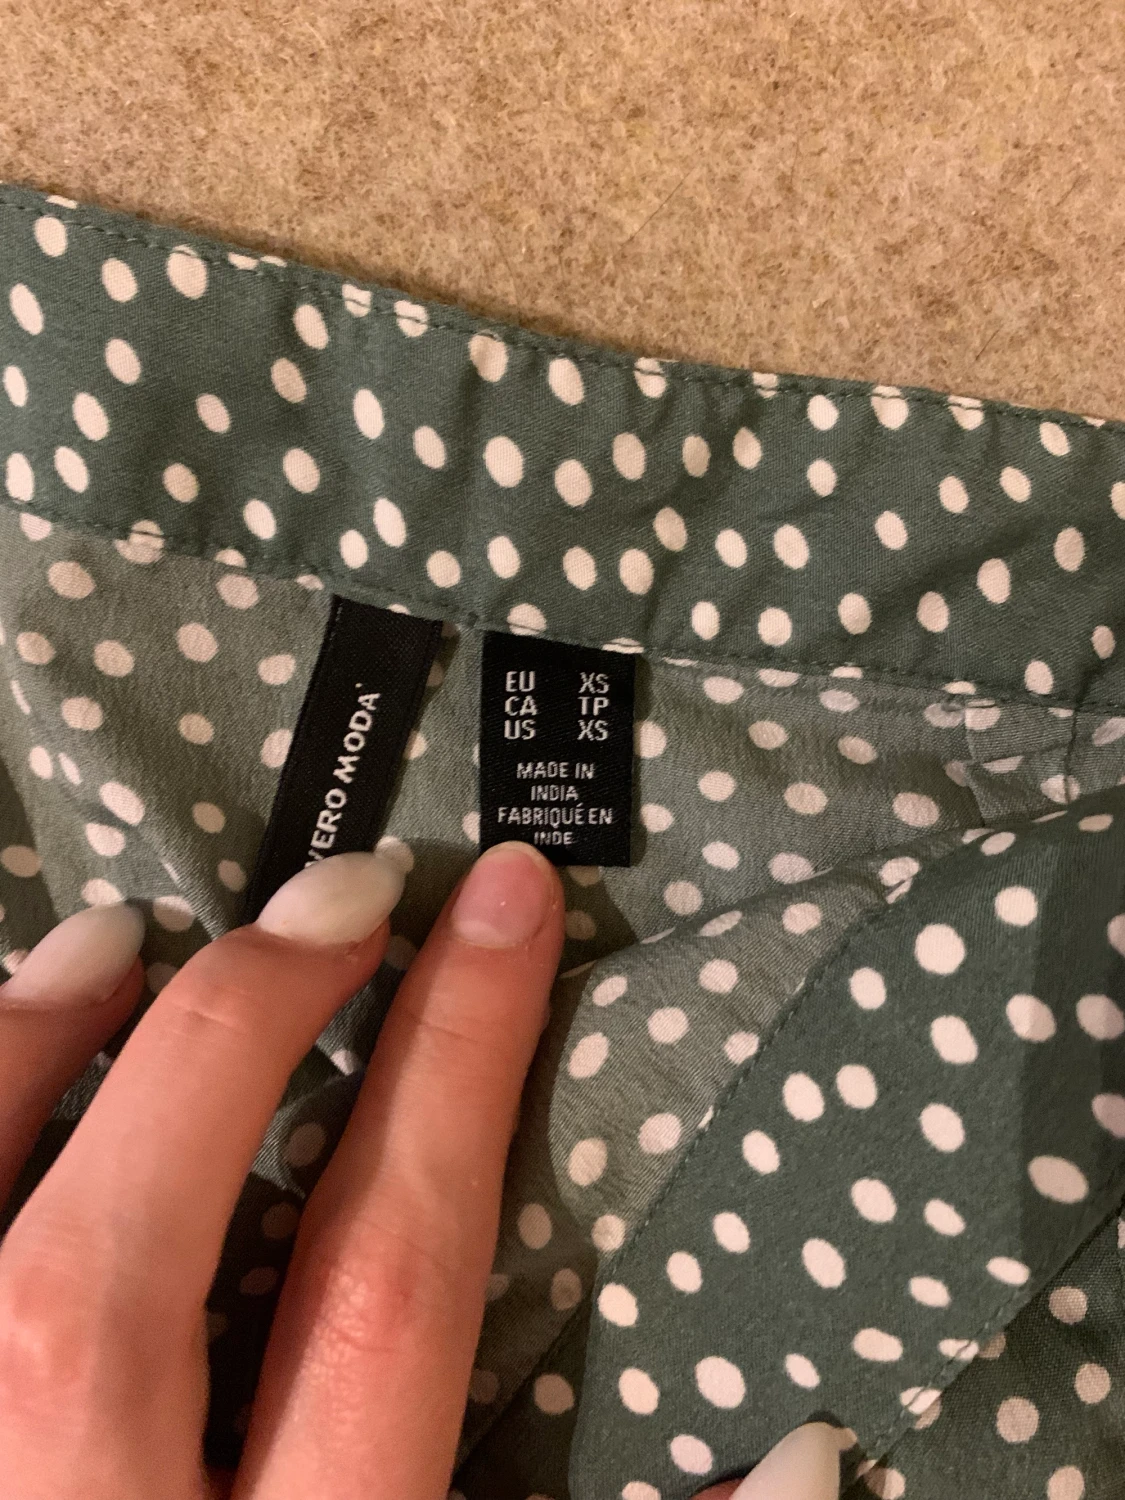 VERO MODA
EU XS
CA TP
US XS
MADE IN
INDIA
FABRIQUÉ EN
INDE